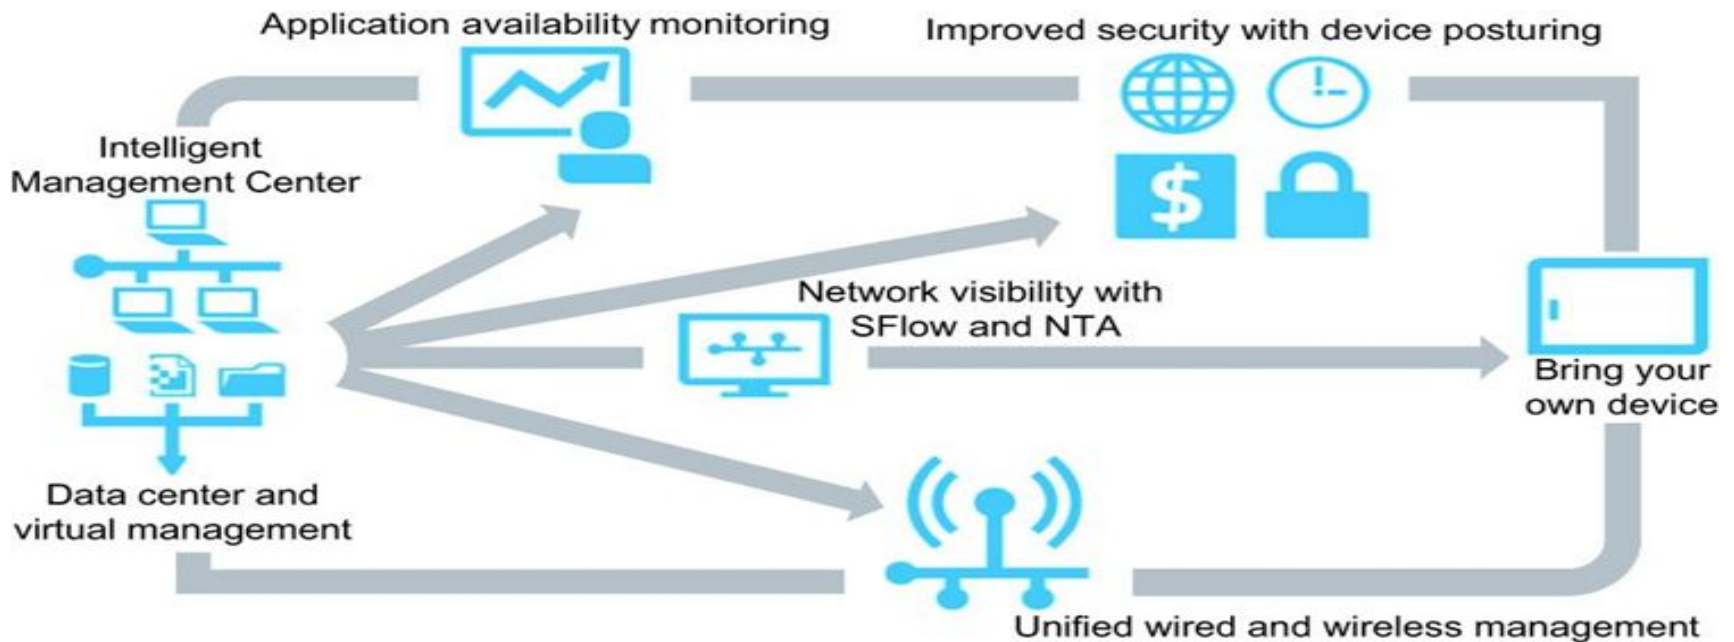 Application availability monitoring
Improved security with device posturing
Intelligent
Management Center
$
Network visibility with
SFlow and NTA
Bring your
own device
Data center and
virtual management
Unified wired and wireless management